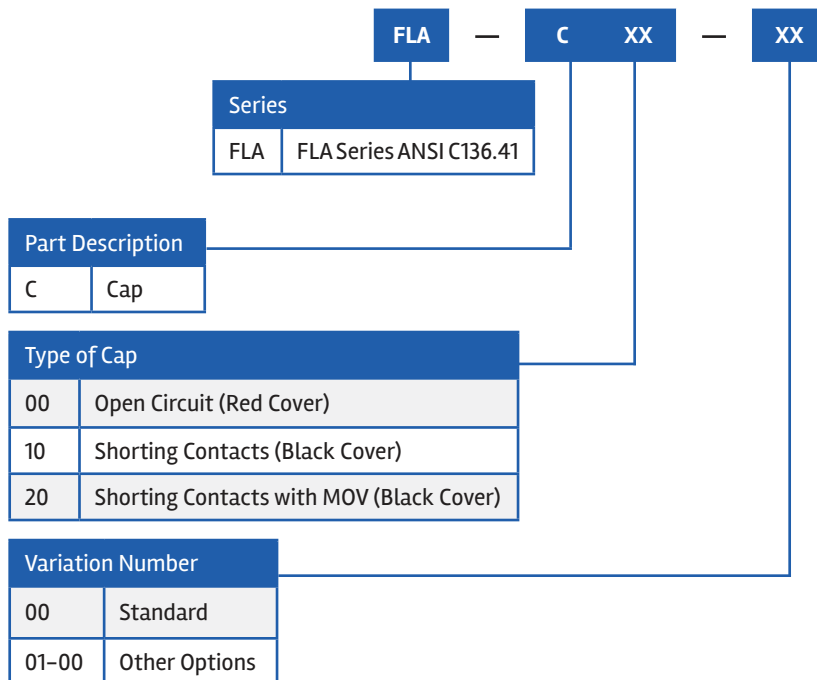 FLA — C XX — XX
Series
FLA FLA Series ANSI C136.41
Part Description
C Cap
Type of Cap
00 Open Circuit (Red Cover)
10 Shorting Contacts (Black Cover)
20 Shorting Contacts with MOV (Black Cover)
Variation Number
00 Standard
01-00 Other Options